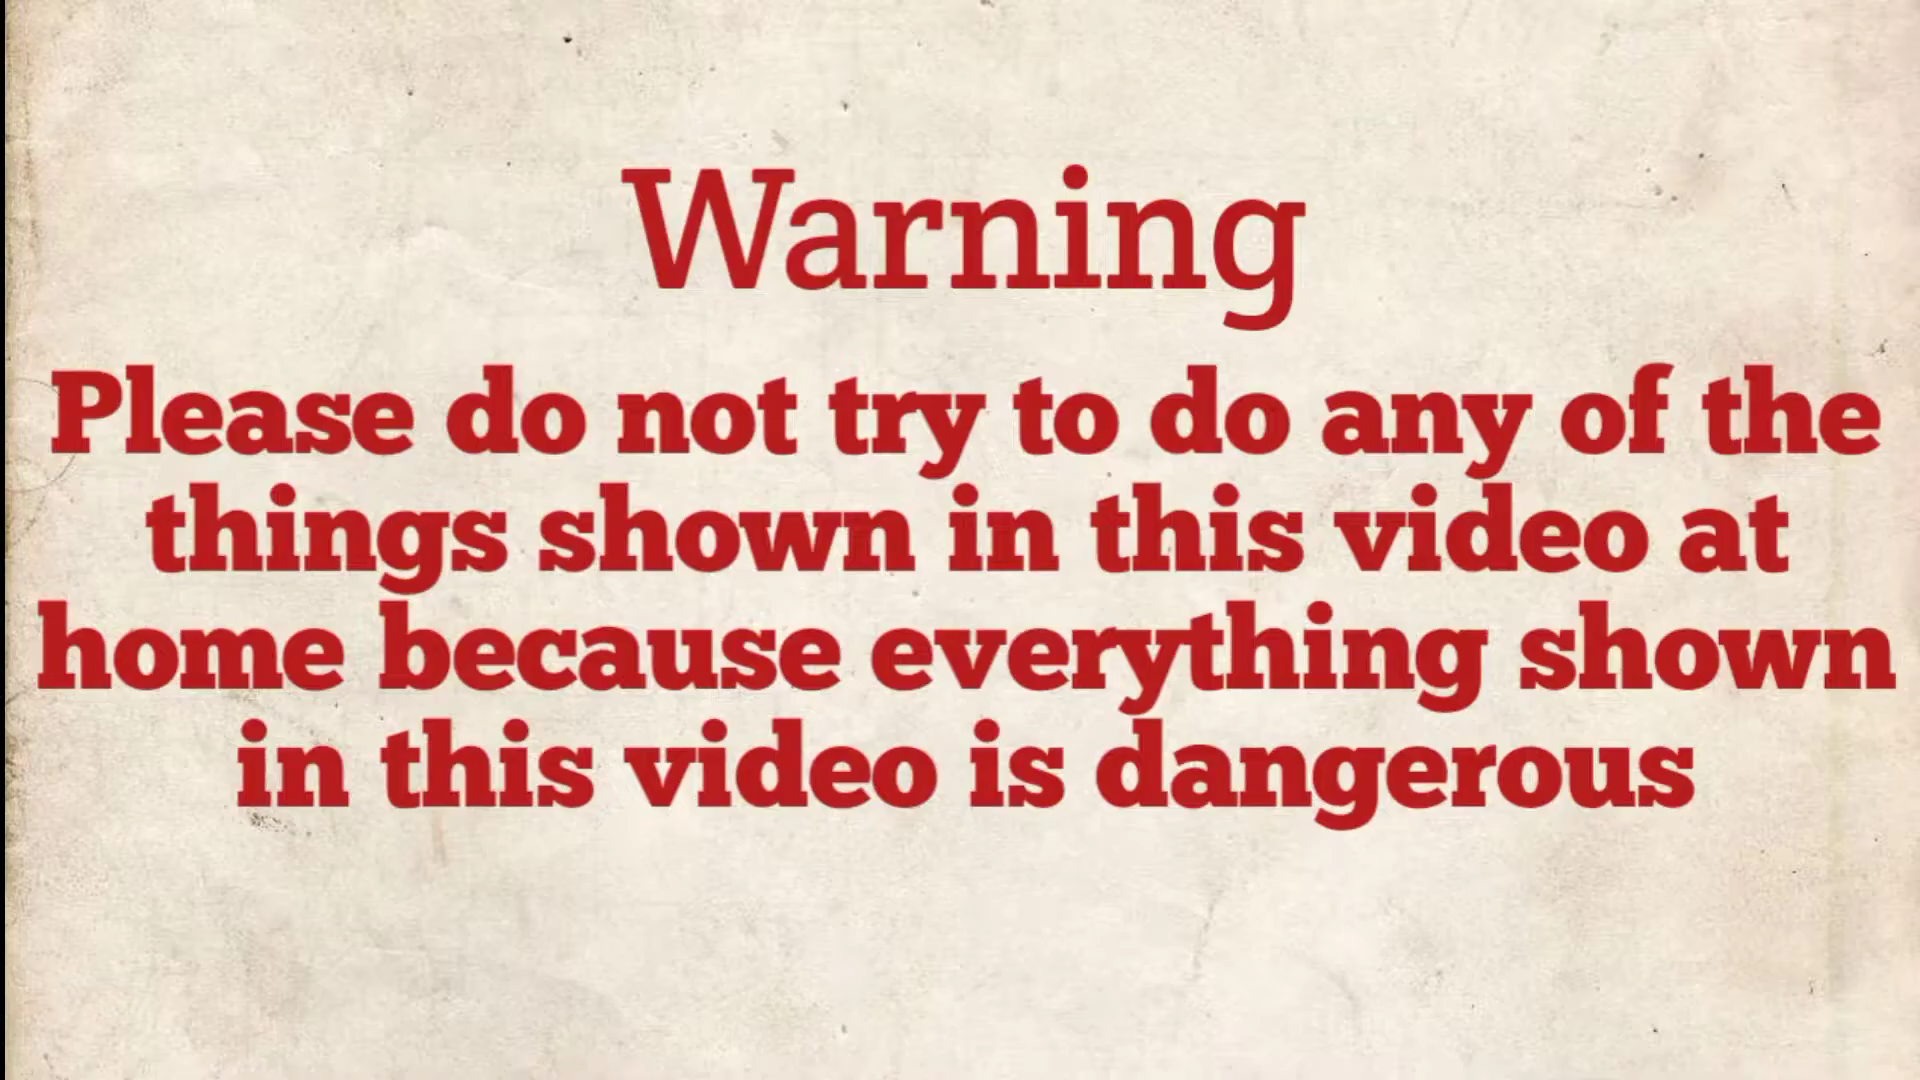 Warning
Please do not try to do any of the
things shown in this video at
home because everything shown
in this video is dangerous